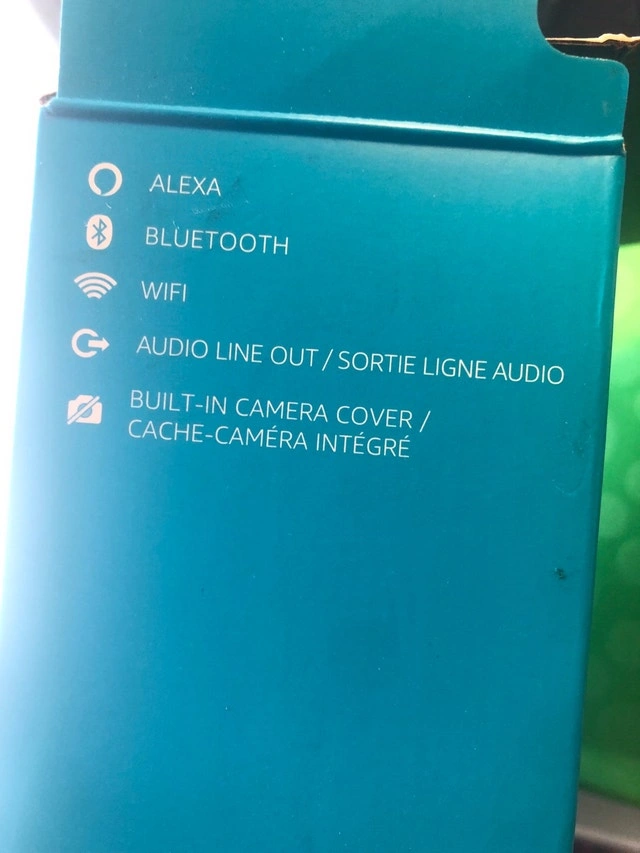 ALEXA
BLUETOOTH
WIFI
AUDIO LINE OUT / SORTIE LIGNE AUDIO
BUILT-IN CAMERA COVER /
CACHE-CAMÉRA INTÉGRÉ